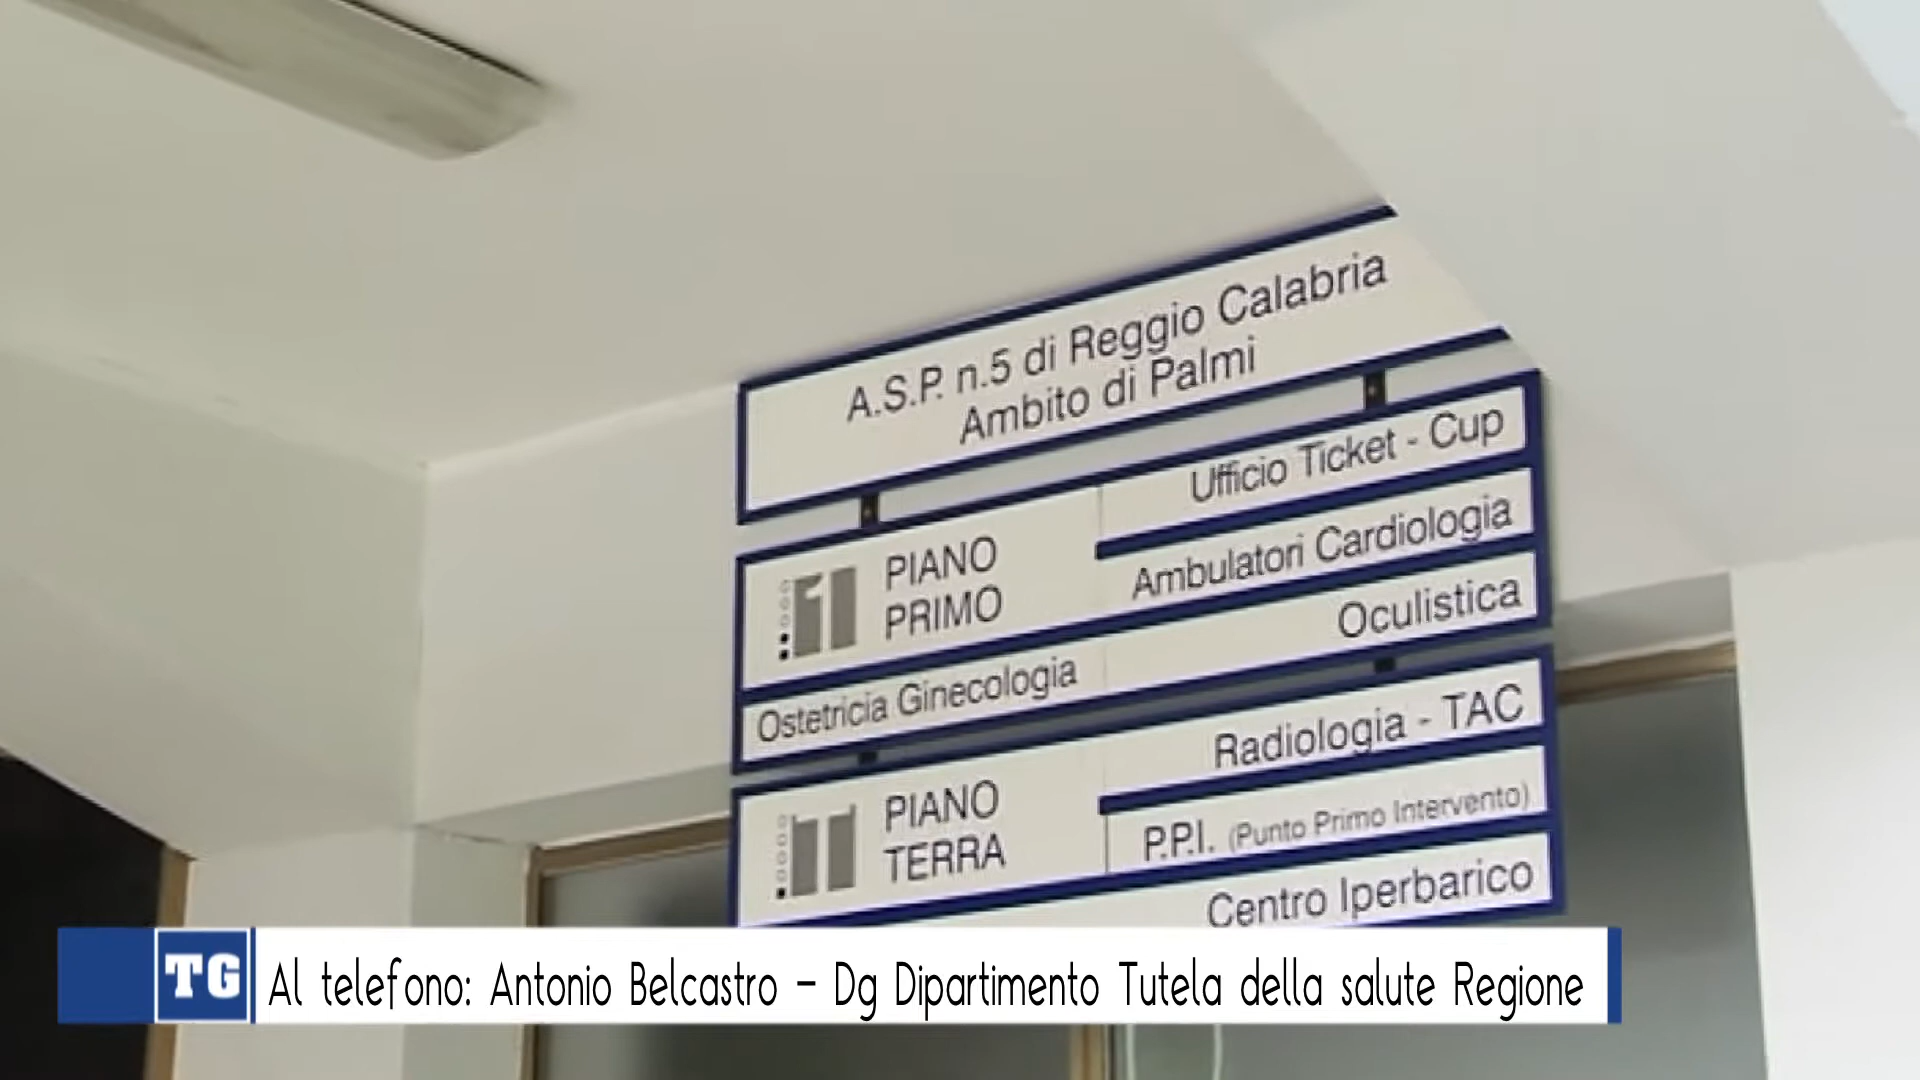 A.S.P. n.5 di Reggio Calabria
Ambito di Palmi
1 PIANO
PRIMO
Ufficio Ticket - Cup
Ambulatori Cardiologia
Oculistica
Ostetricia Ginecologia
T PIANO
TERRA
Radiologia - TAC
P.P.I. (Punto Primo Intervento)
Centro Iperbarico
TG Al telefono: Antonio Belcastro - Dg Dipartimento Tutela della salute Regione